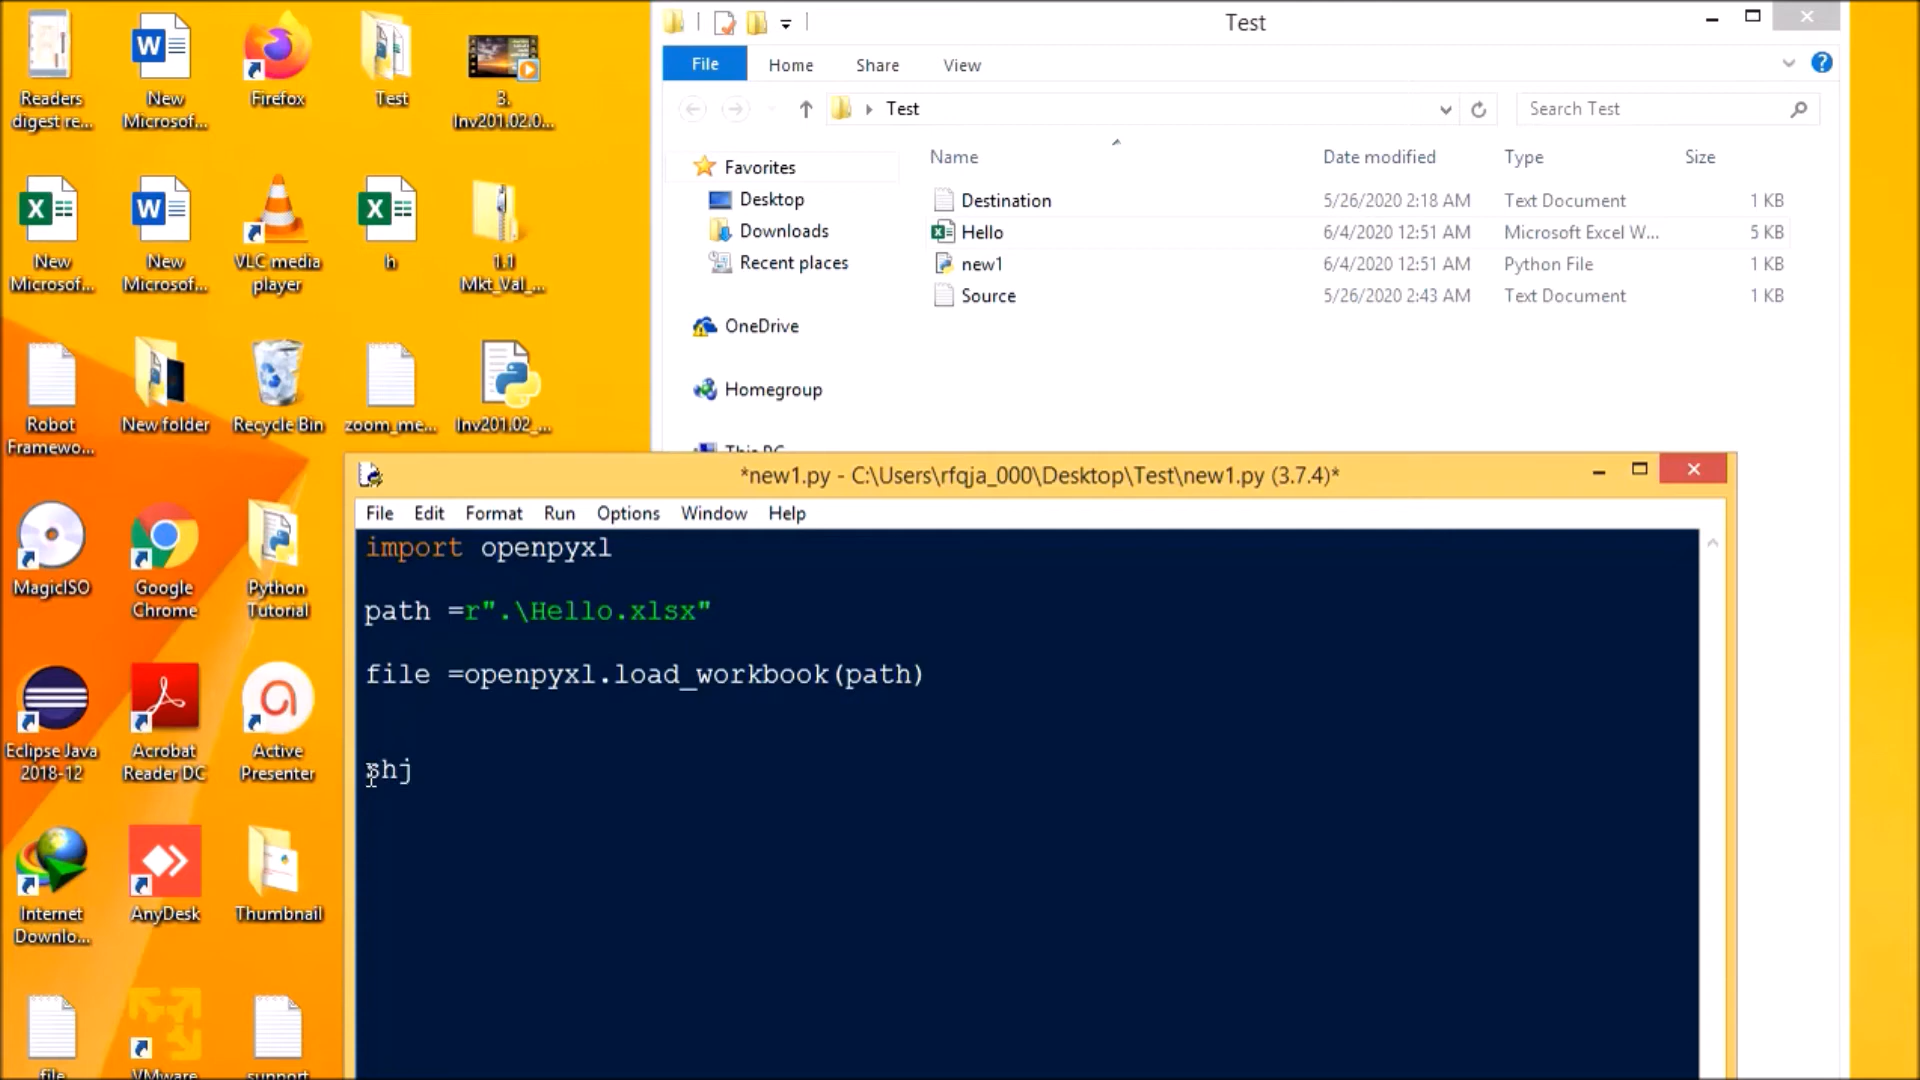 Readers
digest re...
New
Microsof...
Firefox
Test
3.
Inv201.02.0...
New
Microsof...
New
Microsof...
VLC media
player
h
1.1
Mkt_Val_...
Robot
Framewo...
New folder
Recycle Bin
zoom_me...
Inv201.02_...
MagicISO
Google
Chrome
Python
Tutorial
Eclipse Java
2018-12
Acrobat
Reader DC
Active
Presenter
Internet
Downlo...
AnyDesk
Thumbnail
file
VMware
support
Test
File Home Share View
Test
Search Test
Name Date modified Type Size
Favorites
Desktop
Downloads
Recent places
OneDrive
Homegroup
This PC
Destination 5/26/2020 2:18 AM Text Document 1 KB
Hello 6/4/2020 12:51 AM Microsoft Excel W... 5 KB
new1 6/4/2020 12:51 AM Python File 1 KB
Source 5/26/2020 2:43 AM Text Document 1 KB
*new1.py - C:\Users\rfqja_000\Desktop\Test\new1.py (3.7.4)*
File Edit Format Run Options Window Help
import openpyxl
path =r".\Hello.xlsx"
file =openpyxl.load_workbook(path)
shj